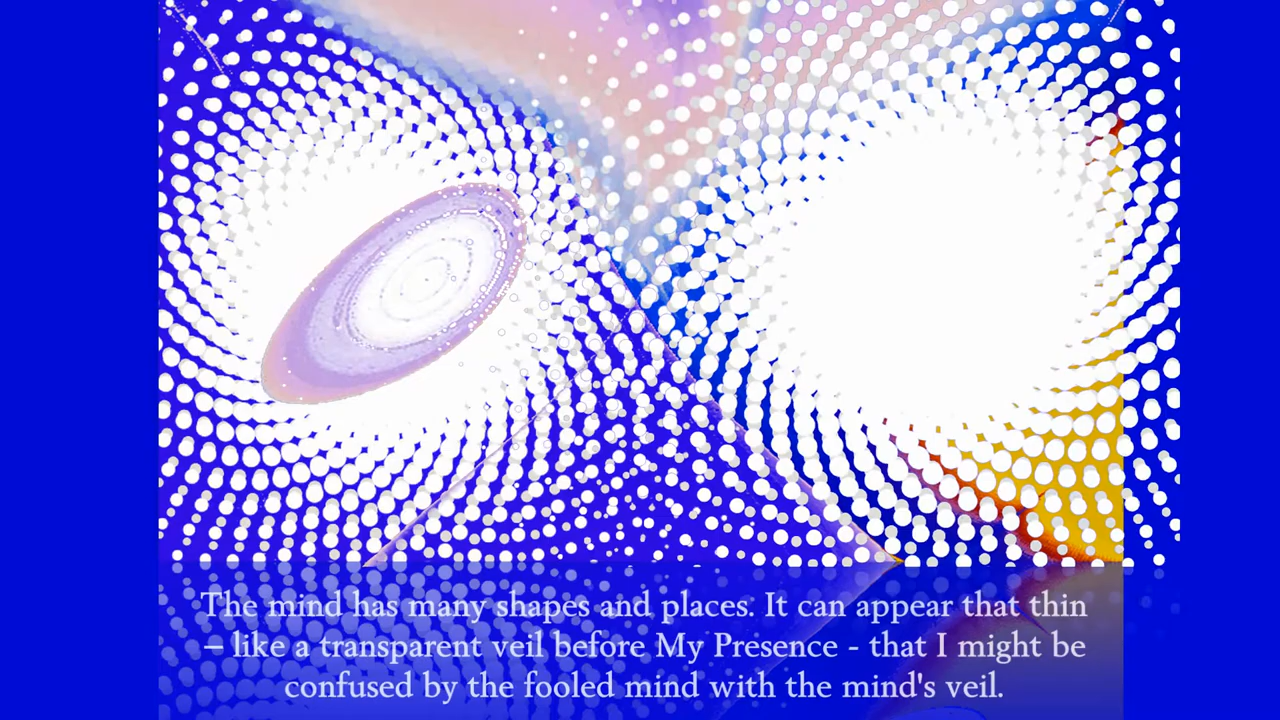 The mind has many shapes and places. It can appear that thin
– like a transparent veil before My Presence - that I might be
confused by the fooled mind with the mind's veil.